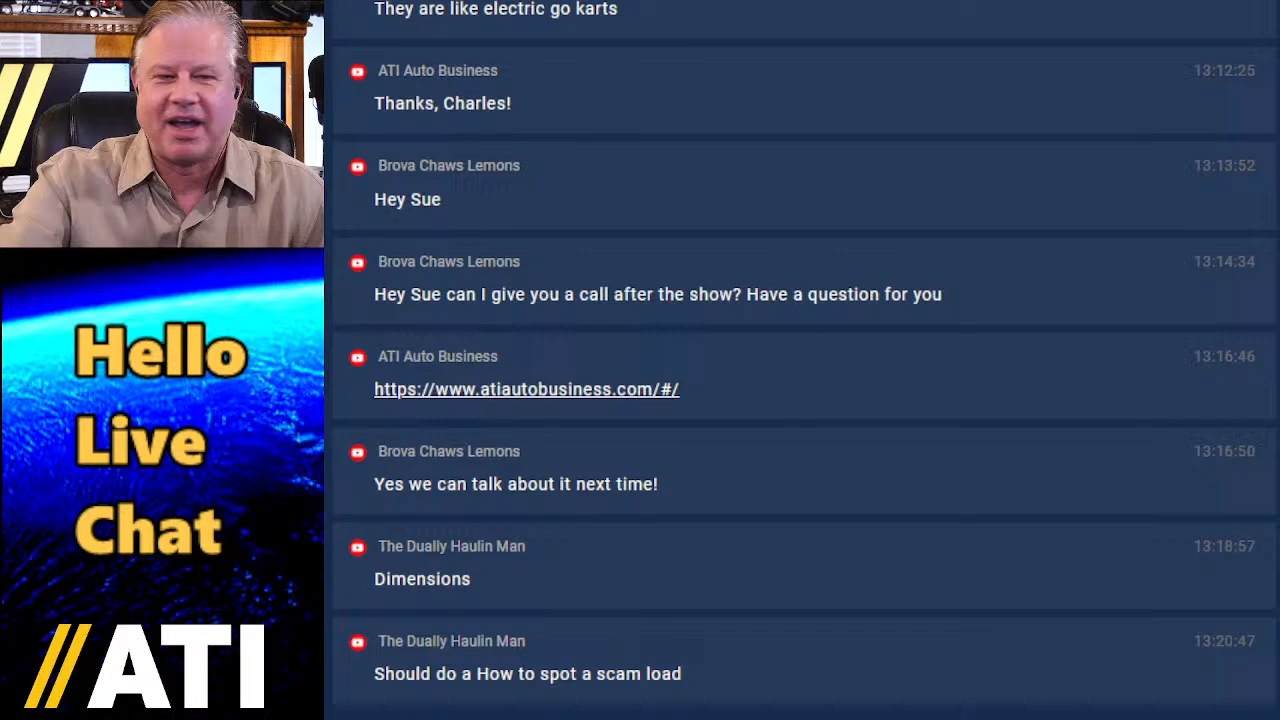 They are like electric go karts
ATI Auto Business 13:12:25
Thanks, Charles!
Brova Chaws Lemons 13:13:52
Hey Sue
Brova Chaws Lemons 13:14:34
Hey Sue can I give you a call after the show? Have a question for you
ATI Auto Business 13:16:46
https://www.atiautobusiness.com/#/
Brova Chaws Lemons 13:16:50
Yes we can talk about it next time!
The Dually Haulin Man 13:18:57
Dimensions
The Dually Haulin Man 13:20:47
Should do a How to spot a scam load
Hello
Live
Chat
//ATI